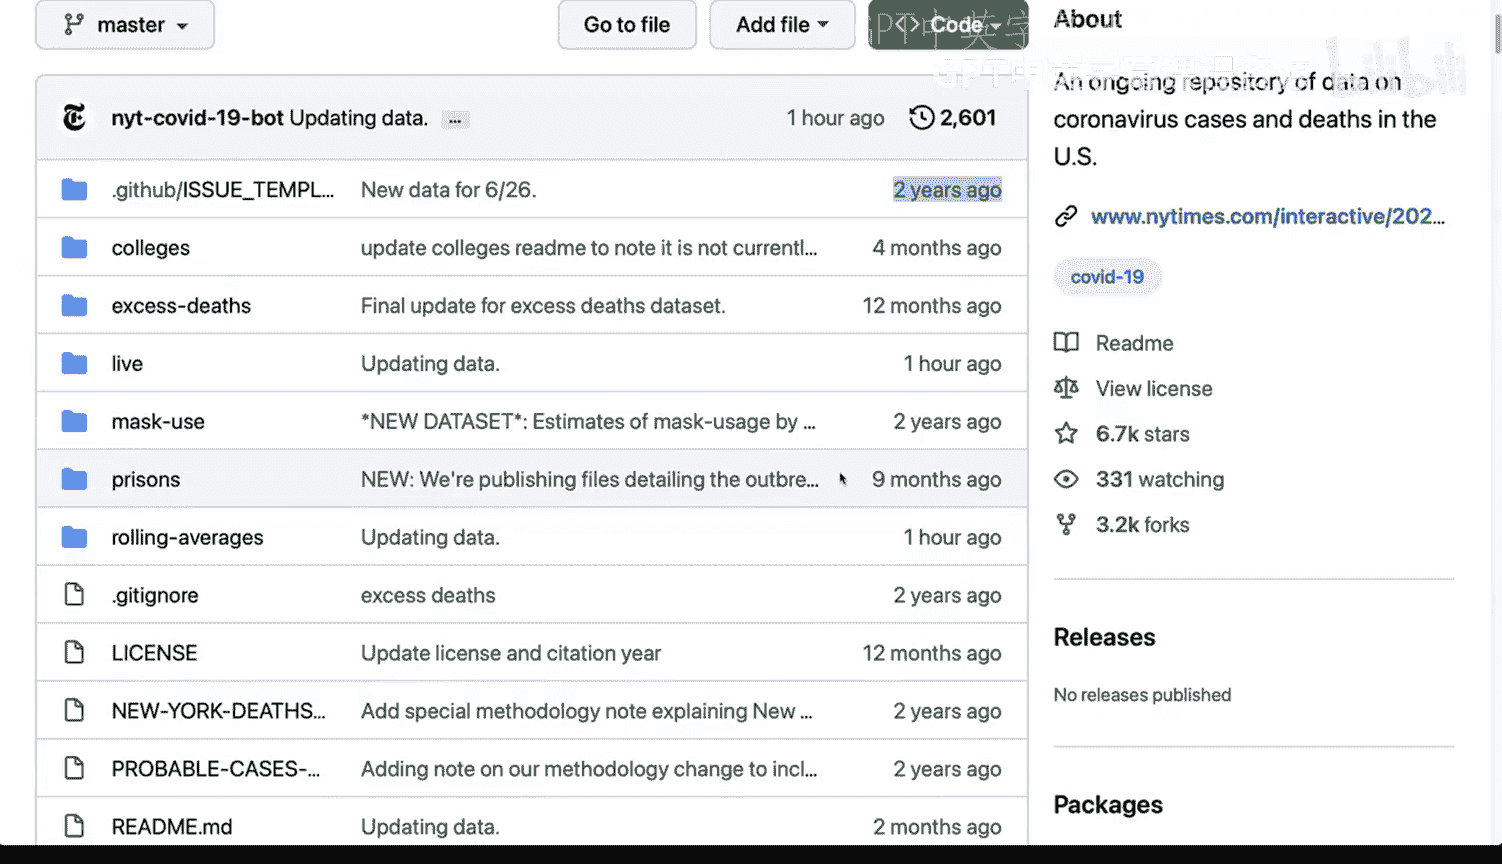 master
Go to file
Add file
Code
nyt-covid-19-bot Updating data. ...
1 hour ago
2,601
.github/ISSUE_TEMPL... New data for 6/26. 2 years ago
colleges update colleges readme to note it is not currentl... 4 months ago
excess-deaths Final update for excess deaths dataset. 12 months ago
live Updating data. 1 hour ago
mask-use *NEW DATASET*: Estimates of mask-usage by ... 2 years ago
prisons NEW: We're publishing files detailing the outbre... 9 months ago
rolling-averages Updating data. 1 hour ago
.gitignore excess deaths 2 years ago
LICENSE Update license and citation year 12 months ago
NEW-YORK-DEATHS... Add special methodology note explaining New ... 2 years ago
PROBABLE-CASES-... Adding note on our methodology change to incl... 2 years ago
README.md Updating data. 2 months ago
About
An ongoing repository of data on
coronavirus cases and deaths in the
U.S.
www.nytimes.com/interactive/202...
covid-19
Readme
View license
6.7k stars
331 watching
3.2k forks
Releases
No releases published
Packages
bilibili